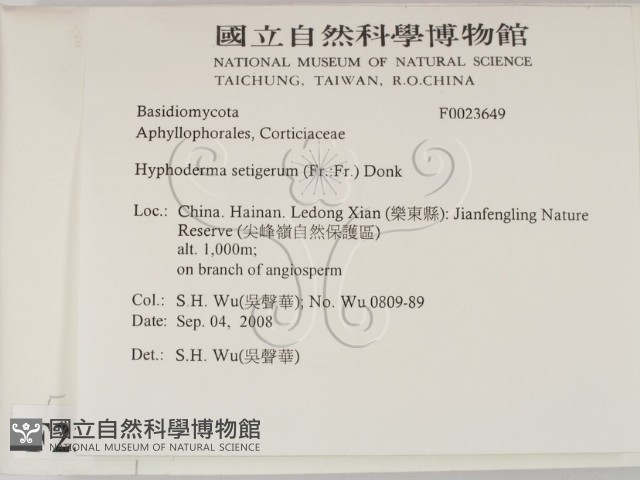 國立自然科學博物館
NATIONAL MUSEUM OF NATURAL SCIENCE
TAICHUNG, TAIWAN, R.O.CHINA
Basidiomycota F0023649
Aphyllophorales, Corticiaceae
Hyphoderma setigerum (Fr.:Fr.) Donk
Loc.: China. Hainan. Ledong Xian (樂東縣): Jianfengling Nature
Reserve (尖峰嶺自然保護區)
alt. 1,000m;
on branch of angiosperm
Col.: S.H. Wu(吳聲華); No. Wu 0809-89
Date: Sep. 04, 2008
Det.: S.H. Wu(吳聲華)
國立自然科學博物館
NATIONAL MUSEUM OF NATURAL SCIENCE